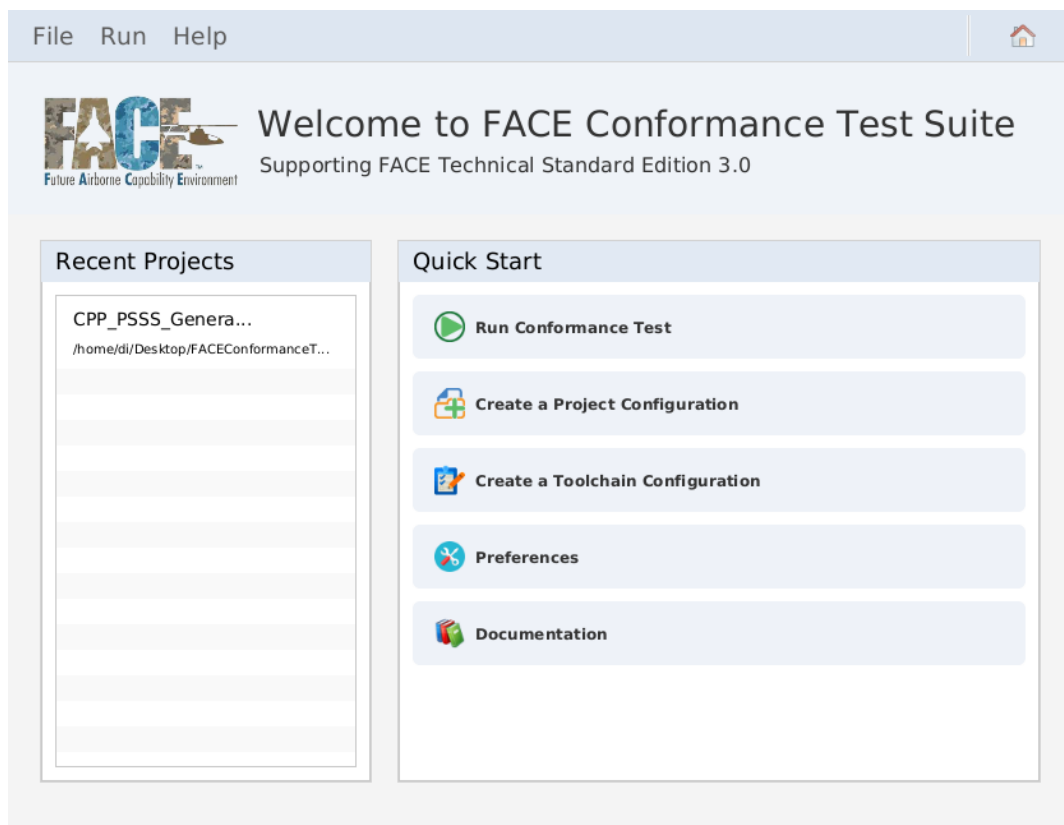 File Run Help
FACE™
Future Airborne Capability Environment
Welcome to FACE Conformance Test Suite
Supporting FACE Technical Standard Edition 3.0
Recent Projects
CPP_PSSS_Genera...
/home/di/Desktop/FACEConformanceT...
Quick Start
Run Conformance Test
Create a Project Configuration
Create a Toolchain Configuration
Preferences
Documentation